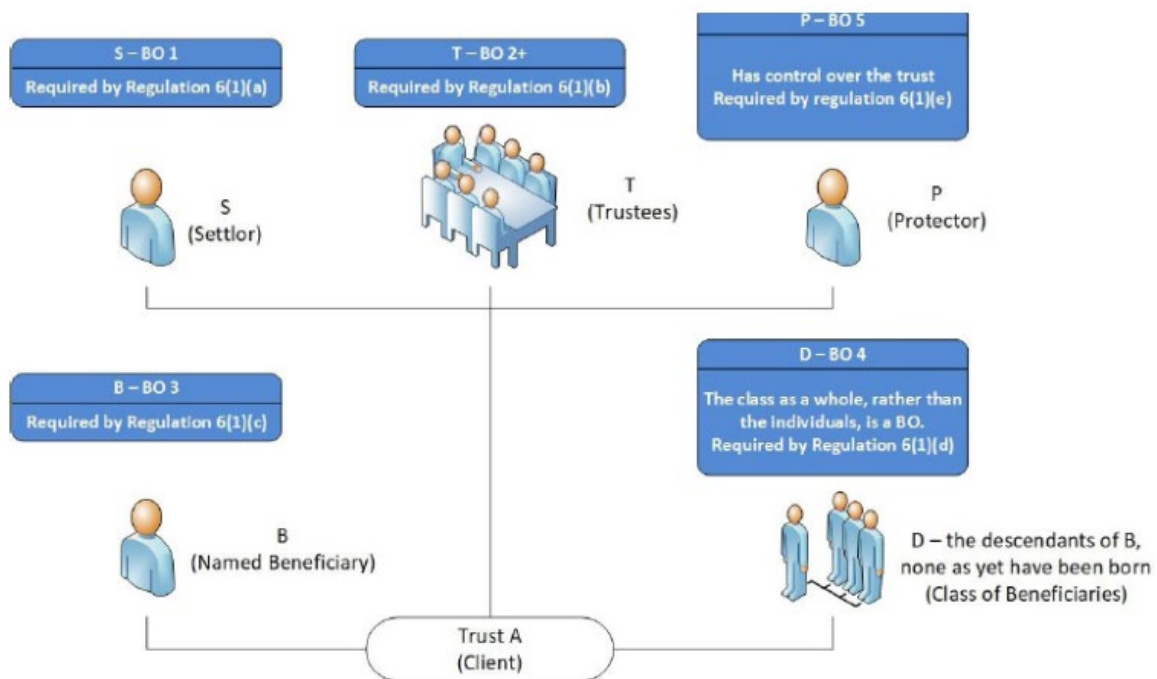 S – BO 1
Required by Regulation 6(1)(a)
T – BO 2+
Required by Regulation 6(1)(b)
P – BO 5
Has control over the trust
Required by regulation 6(1)(e)
S
(Settlor)
T
(Trustees)
P
(Protector)
B – BO 3
Required by Regulation 6(1)(c)
D – BO 4
The class as a whole, rather than
the individuals, is a BO.
Required by Regulation 6(1)(d)
B
(Named Beneficiary)
D – the descendants of B,
none as yet have been born
(Class of Beneficiaries)
Trust A
(Client)